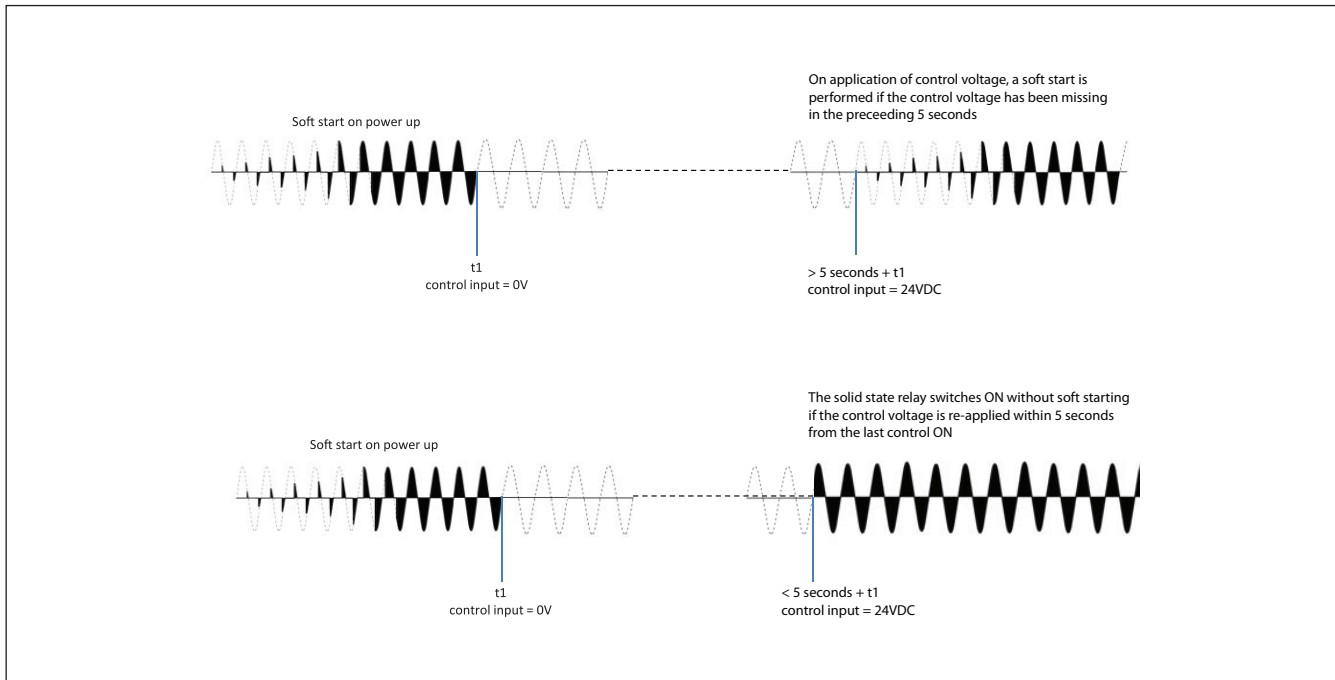 On application of control voltage, a soft start is
performed if the control voltage has been missing
in the preceeding 5 seconds
Soft start on power up
t1
control input = 0V
> 5 seconds + t1
control input = 24VDC
The solid state relay switches ON without soft starting
if the control voltage is re-applied within 5 seconds
from the last control ON
Soft start on power up
t1
control input = 0V
< 5 seconds + t1
control input = 24VDC